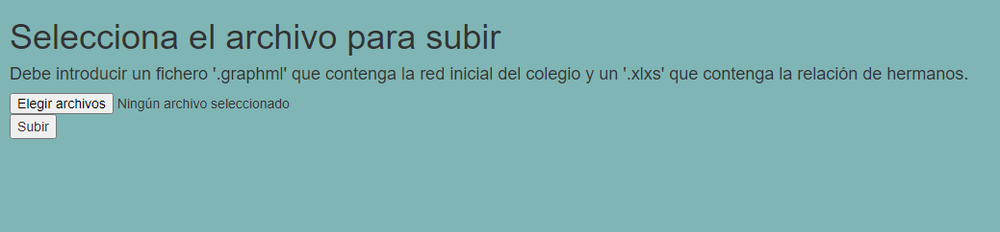 Selecciona el archivo para subir
Debe introducir un fichero '.graphml' que contenga la red inicial del colegio y un '.xlxs' que contenga la relación de hermanos.
Elegir archivos Ningún archivo seleccionado
Subir